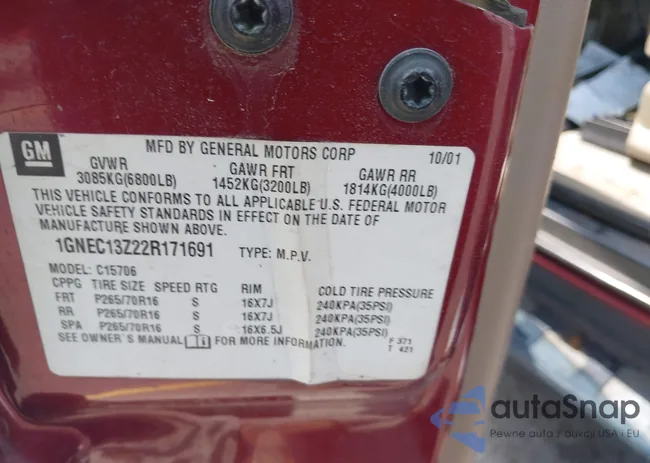 GM
MFD BY GENERAL MOTORS CORP 10/01
GVWR GAWR FRT GAWR RR
3085KG(6800LB) 1452KG(3200LB) 1814KG(4000LB)
THIS VEHICLE CONFORMS TO ALL APPLICABLE U.S. FEDERAL MOTOR
VEHICLE SAFETY STANDARDS IN EFFECT ON THE DATE OF
MANUFACTURE SHOWN ABOVE.
1GNEC13Z22R171691 TYPE: M.P.V.
MODEL: C15706
CPPG TIRE SIZE SPEED RTG RIM COLD TIRE PRESSURE
FRT P265/70R16 S 16X7J 240KPA(35PSI)
RR P265/70R16 S 16X7J 240KPA(35PSI)
SPA P265/70R16 S 16X6.5J 240KPA(35PSI)
SEE OWNER'S MANUAL FOR MORE INFORMATION. F 371
T 421
autaSnap
Pewne auta z aukcji USA i EU